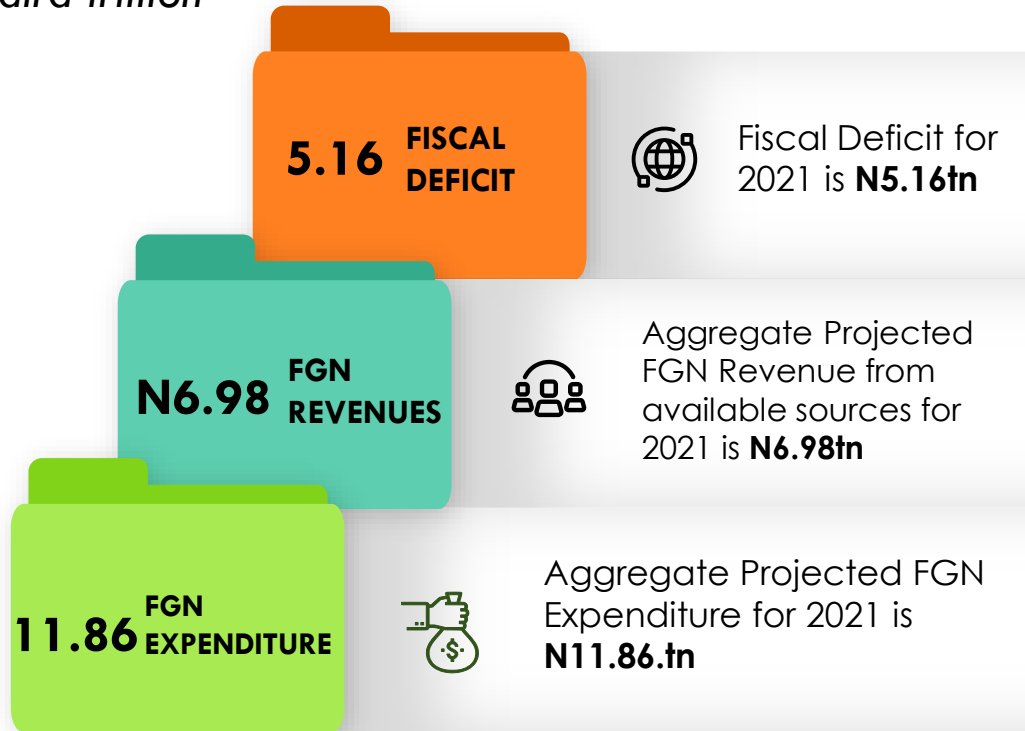 5.16 FISCAL
DEFICIT
Fiscal Deficit for
2021 is N5.16tn
N6.98 FGN
REVENUES
Aggregate Projected
FGN Revenue from
available sources for
2021 is N6.98tn
11.86 FGN
EXPENDITURE
Aggregate Projected FGN
Expenditure for 2021 is
N11.86.tn